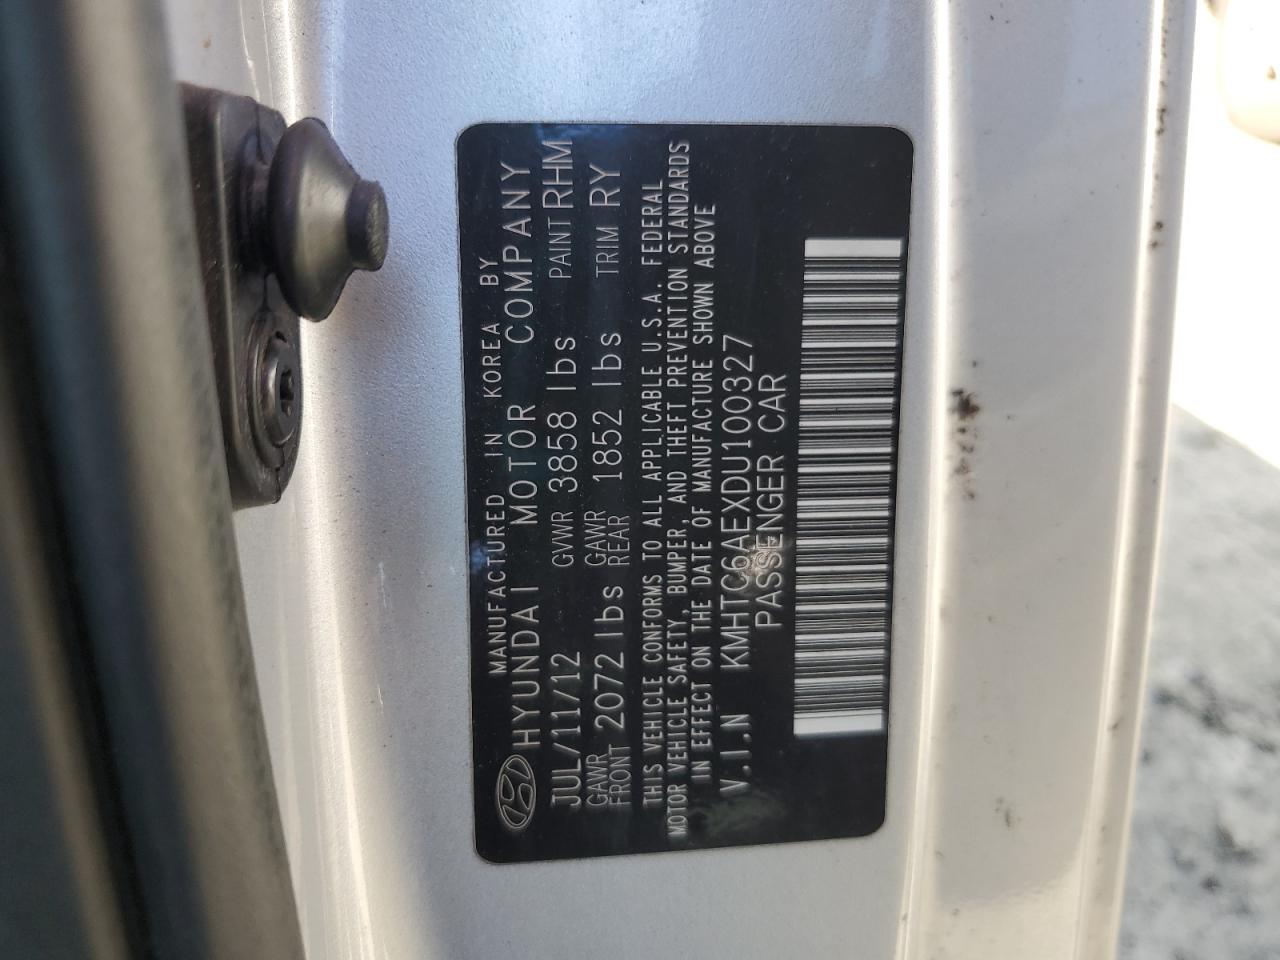 MANUFACTURED IN KOREA BY
HYUNDAI MOTOR COMPANY
JUL/11/12 GVWR 3858 lbs PAINT RHM
GAWR FRONT 2072 lbs GAWR REAR 1852 lbs TRIM RY
THIS VEHICLE CONFORMS TO ALL APPLICABLE U.S.A. FEDERAL
MOTOR VEHICLE SAFETY, BUMPER, AND THEFT PREVENTION STANDARDS
IN EFFECT ON THE DATE OF MANUFACTURE SHOWN ABOVE
V.I.N KMHTC6AEXDU100327
PASSENGER CAR